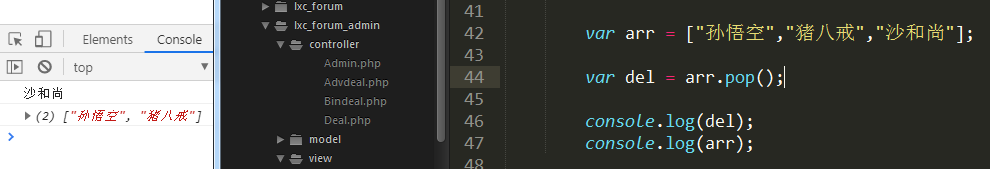 Elements Console
top
沙和尚
(2) ["孙悟空", "猪八戒"]
lxc_forum
lxc_forum_admin
controller
Admin.php
Advdeal.php
Bindeal.php
Deal.php
model
view
41
42 var arr = ["孙悟空","猪八戒","沙和尚"];
43
44 var del = arr.pop();
45
46 console.log(del);
47 console.log(arr);
48